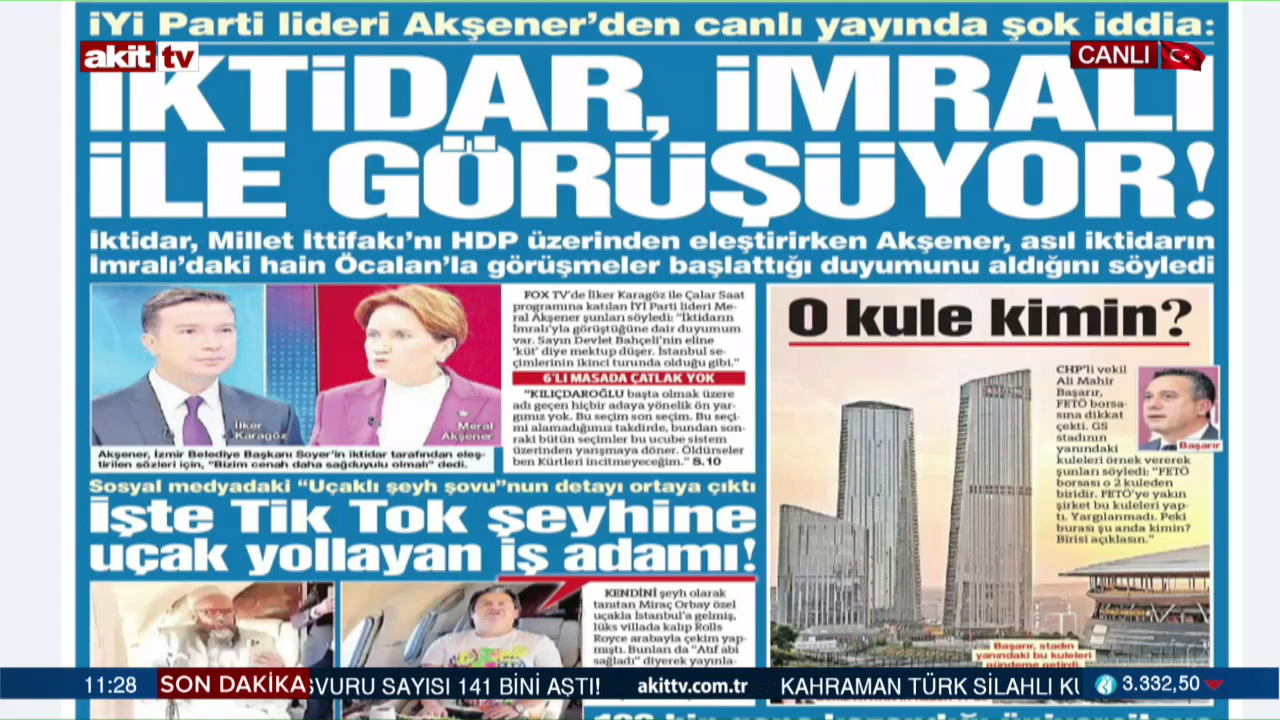 İYİ Parti lideri Akşener'den canlı yayında şok iddia:
akit tv
CANLI
İKTİDAR, İMRALI
İLE GÖRÜŞÜYOR!
İktidar, Millet İttifakı'nı HDP üzerinden eleştirirken Akşener, asıl iktidarın
İmralı'daki hain Öcalan'la görüşmeler başlattığı duyumunu aldığını söyledi
İlker
Karagöz
Meral
Akşener
Akşener, İzmir Belediye Başkanı Soyer'in iktidar tarafından eleş-
tirilen sözleri için, "Bizim cenah daha sağduyulu olmalı" dedi.
FOX TV'de İlker Karagöz ile Çalar Saat
programına katılan İYİ Parti lideri Me-
ral Akşener şunları söyledi: "İktidarın
İmralı'yla görüştüğüne dair duyumum
var. Sayın Devlet Bahçeli'nin eline
'küt' diye mektup düşer. İstanbul se-
çimlerinin ikinci turunda olduğu gibi."
6'LI MASADA ÇATLAK YOK
"KILIÇDAROĞLU başta olmak üzere
adı geçen hiçbir adaya yönelik ön yar-
gımız yok. Bu seçim son seçim. Bu seçi-
mi alamadığımız takdirde, bundan son-
raki bütün seçimler bu ucube sistem
üzerinden yarışmaya döner. Öldürseler
ben Kürtleri incitmeyeceğim." S.10
O kule kimin?
CHP'li vekil
Ali Mahir
Başarır,
FETÖ borsa-
sına dikkat
çekti. GS
stadının
yanındaki
kuleleri örnek vererek
şunları söyledi: "FETÖ
borsası o 2 kuleden
biridir. FETÖ'ye yakın
şirket bu kuleleri yap-
tı. Yargılanmadı. Peki
burası şu anda kimin?
Birisi açıklasın."
Başarır
Başarır, stadın
yanındaki bu kuleleri
gündeme getirdi.
Sosyal medyadaki "Uçaklı şeyh şovu"nun detayı ortaya çıktı
İşte Tik Tok şeyhine
uçak yollayan iş adamı!
KENDİNİ şeyh olarak
tanıtan Miraç Orbay özel
uçakla İstanbul'a gelmiş,
lüks villada kalıp Rolls
Royce arabayla çekim yap-
mıştı. Bunları da "Atıf abi
sağladı" diyerek yayınla-
11:28
SON DAKİKA
ŞVURU SAYISI 141 BİNİ AŞTI!
akittv.com.tr
KAHRAMAN TÜRK SİLAHLI KU
3.332,50